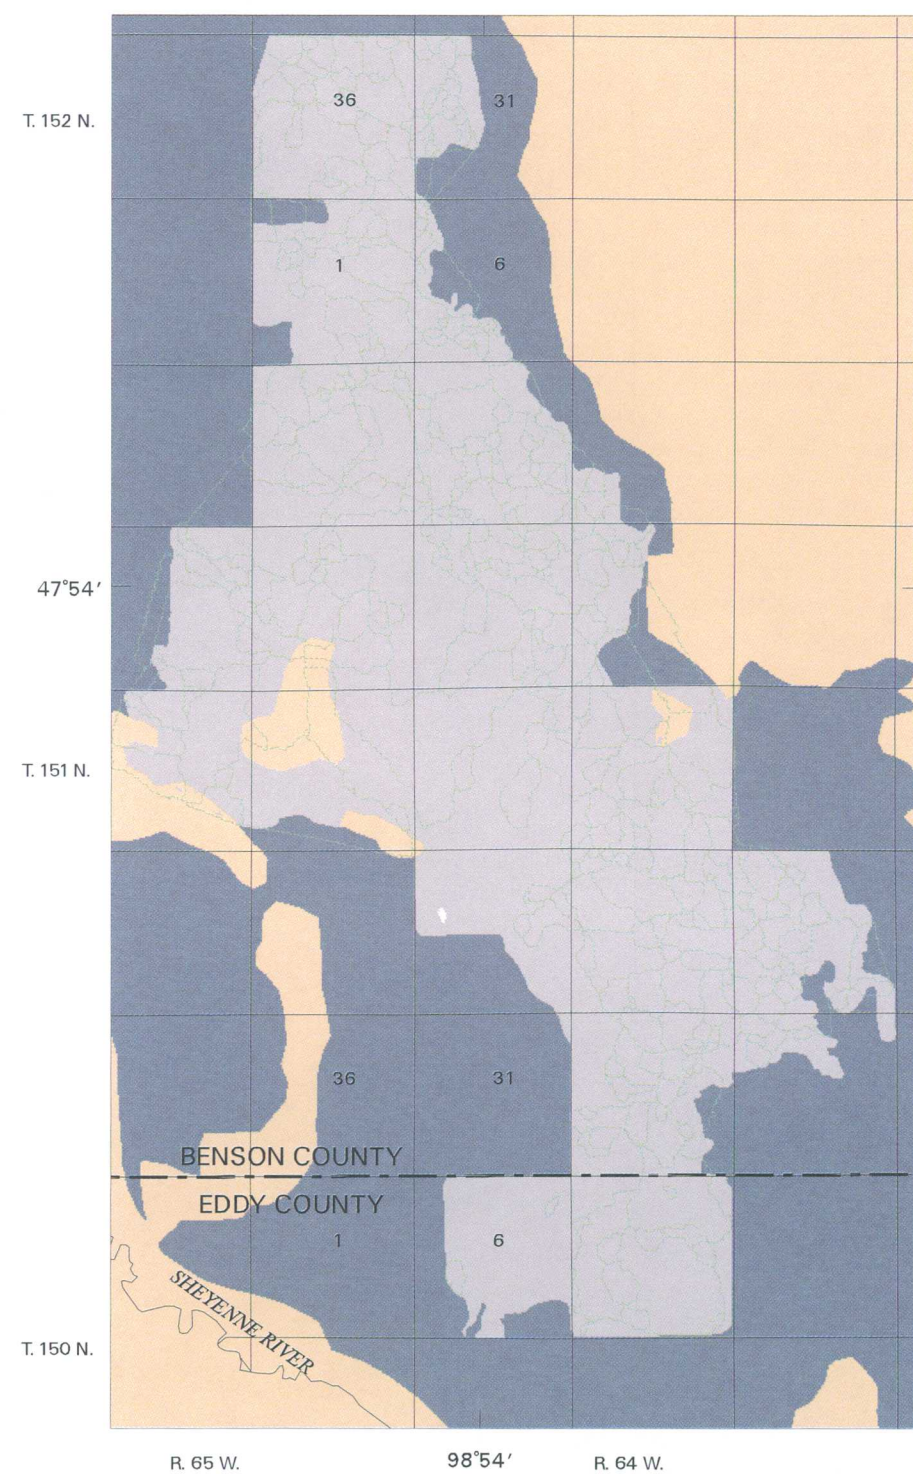 36 31
T. 152 N.
1 6
47°54′
T. 151 N.
36 31
BENSON COUNTY
EDDY COUNTY
1 6
SHEYENNE RIVER
T. 150 N.
R. 65 W. 98°54′ R. 64 W.